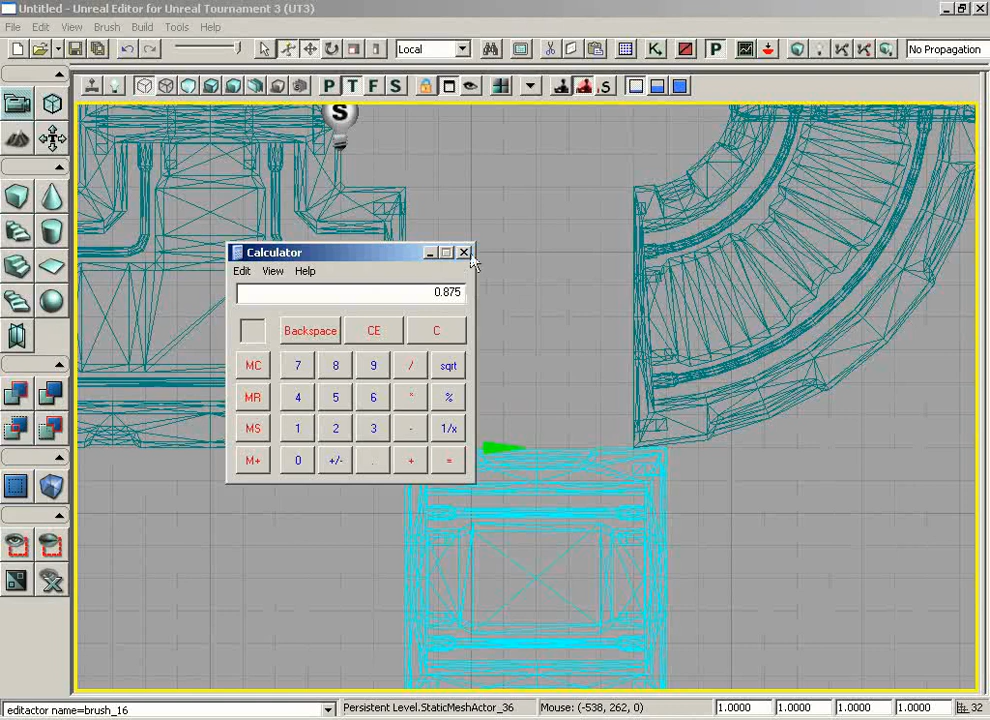 Untitled - Unreal Editor for Unreal Tournament 3 (UT3)
File Edit View Brush Build Tools Help
Local
P
No Propagation
P T F S
S
S
Calculator
Edit View Help
0.875
Backspace CE C
MC 7 8 9 / sqrt
MR 4 5 6 * %
MS 1 2 3 - 1/x
M+ 0 +/- . + =
editactor name=brush_16
Persistent Level.StaticMeshActor_36
Mouse: (-538, 262, 0)
1.0000 1.0000 1.0000 1.0000 32